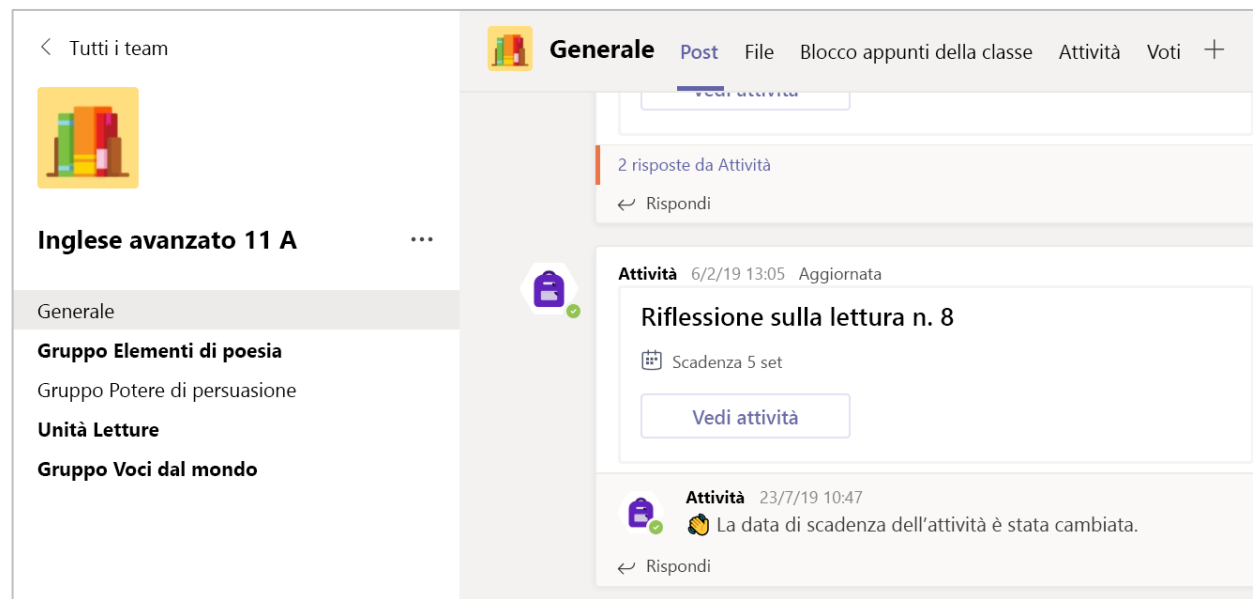 Tutti i team
Inglese avanzato 11 A
Generale
Gruppo Elementi di poesia
Gruppo Potere di persuasione
Unità Letture
Gruppo Voci dal mondo
Generale Post File Blocco appunti della classe Attività Voti
Vedi attività
2 risposte da Attività
Rispondi
Attività 6/2/19 13:05 Aggiornata
Riflessione sulla lettura n. 8
Scadenza 5 set
Vedi attività
Attività 23/7/19 10:47
👏 La data di scadenza dell'attività è stata cambiata.
Rispondi